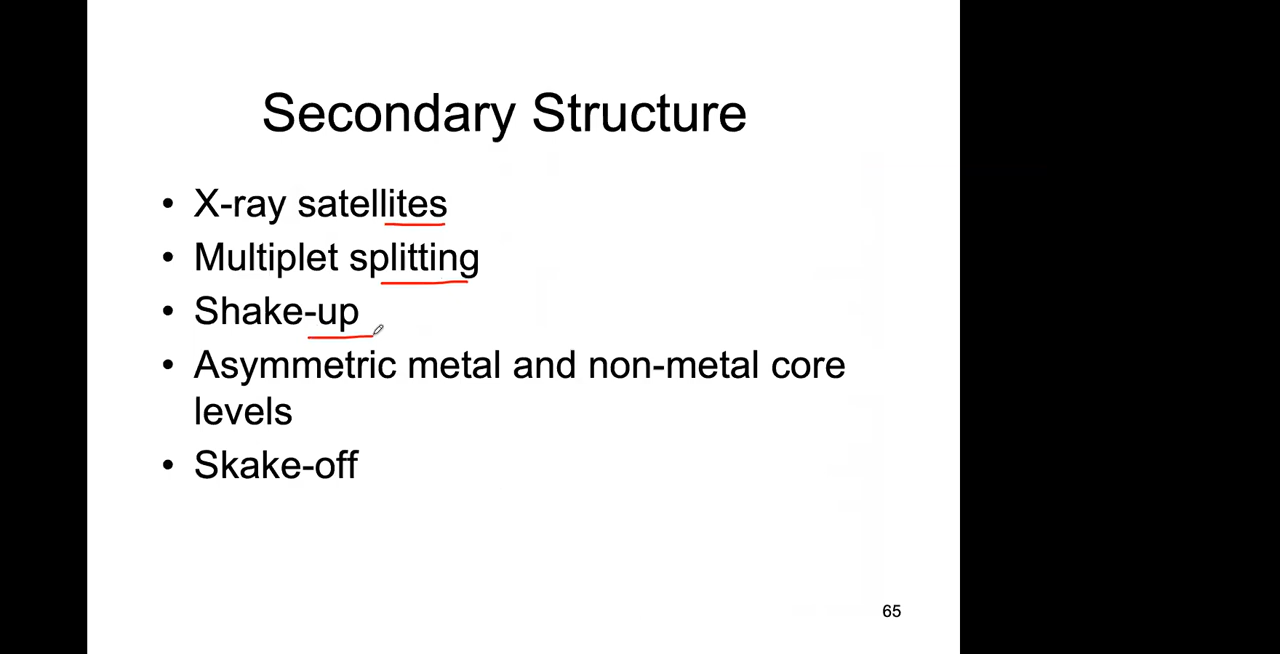 Secondary Structure
• X-ray satellites
• Multiplet splitting
• Shake-up
• Asymmetric metal and non-metal core
levels
• Skake-off
65